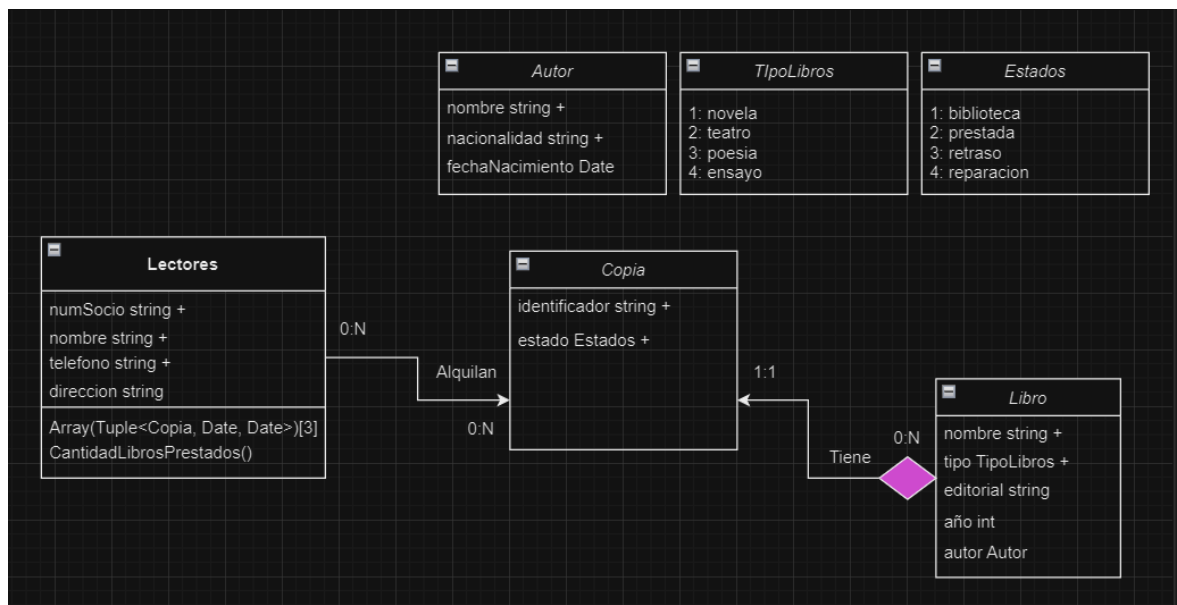 Autor
nombre string +
nacionalidad string +
fechaNacimiento Date
TIpoLibros
1: novela
2: teatro
3: poesia
4: ensayo
Estados
1: biblioteca
2: prestada
3: retraso
4: reparacion
Lectores
numSocio string +
nombre string +
telefono string +
direccion string
Array(Tuple<Copia, Date, Date>)[3]
CantidadLibrosPrestados()
0:N
Alquilan
0:N
Copia
identificador string +
estado Estados +
1:1
Tiene
0:N
Libro
nombre string +
tipo TipoLibros +
editorial string
año int
autor Autor